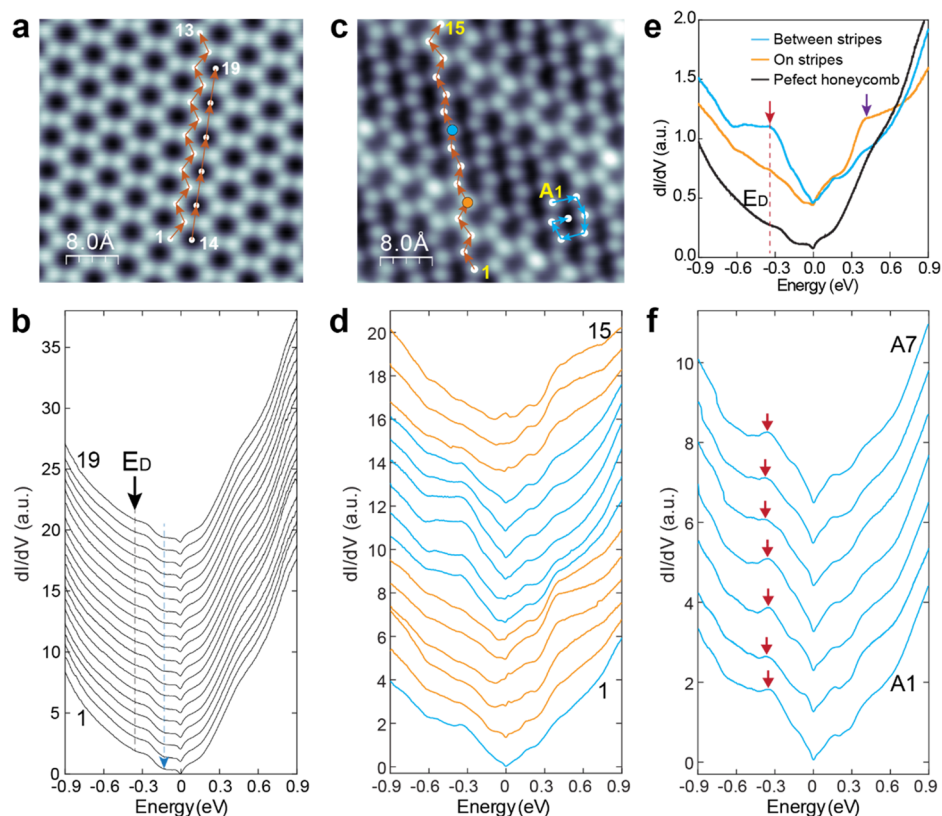 a
13
19
1
14
8.0Å
c
15
A1
1
8.0Å
e
2.0
1.5
1.0
0.5
0.0
dI/dV (a.u.)
Between stripes
On stripes
Pefect honeycomb
ED
-0.9 -0.6 -0.3 0.0 0.3 0.6 0.9
Energy (eV)
b
35
30
25
20
15
10
5
0
dI/dV (a.u.)
19
ED
1
-0.9 -0.6 -0.3 0 0.3 0.6 0.9
Energy (eV)
d
20
18
16
14
12
10
8
6
4
2
0
dI/dV (a.u.)
15
1
-0.9 -0.6 -0.3 0 0.3 0.6 0.9
Energy (eV)
f
10
8
6
4
2
0
dI/dV (a.u.)
A7
A1
-0.9 -0.6 -0.3 0 0.3 0.6 0.9
Energy (eV)